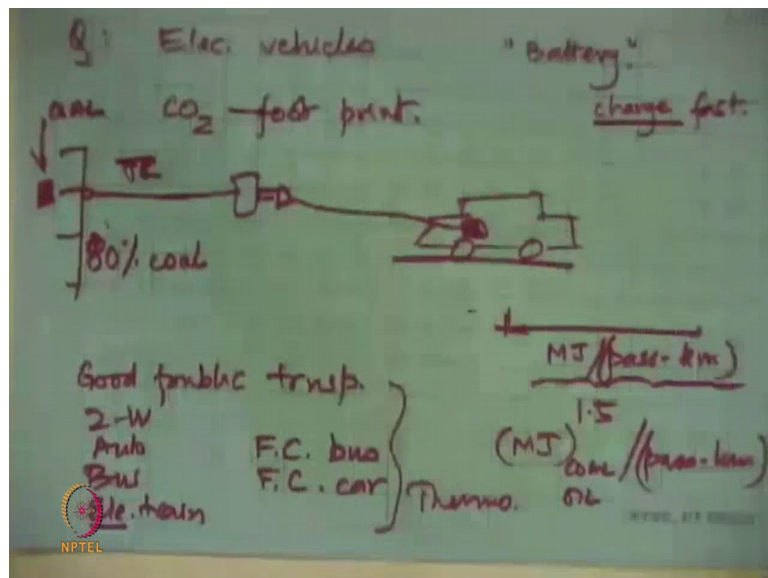 Q: Elec. vehicles
"Battery".
CO2 - foot print.
charge fast.
80% coal
Good public transp.
2-W
Auto
Bus
Ele. train
F.C. bus
F.C. car
Thermo.
MJ/(pass-km)
1.5
(MJ) coal oil /(pass-km)
NPTEL